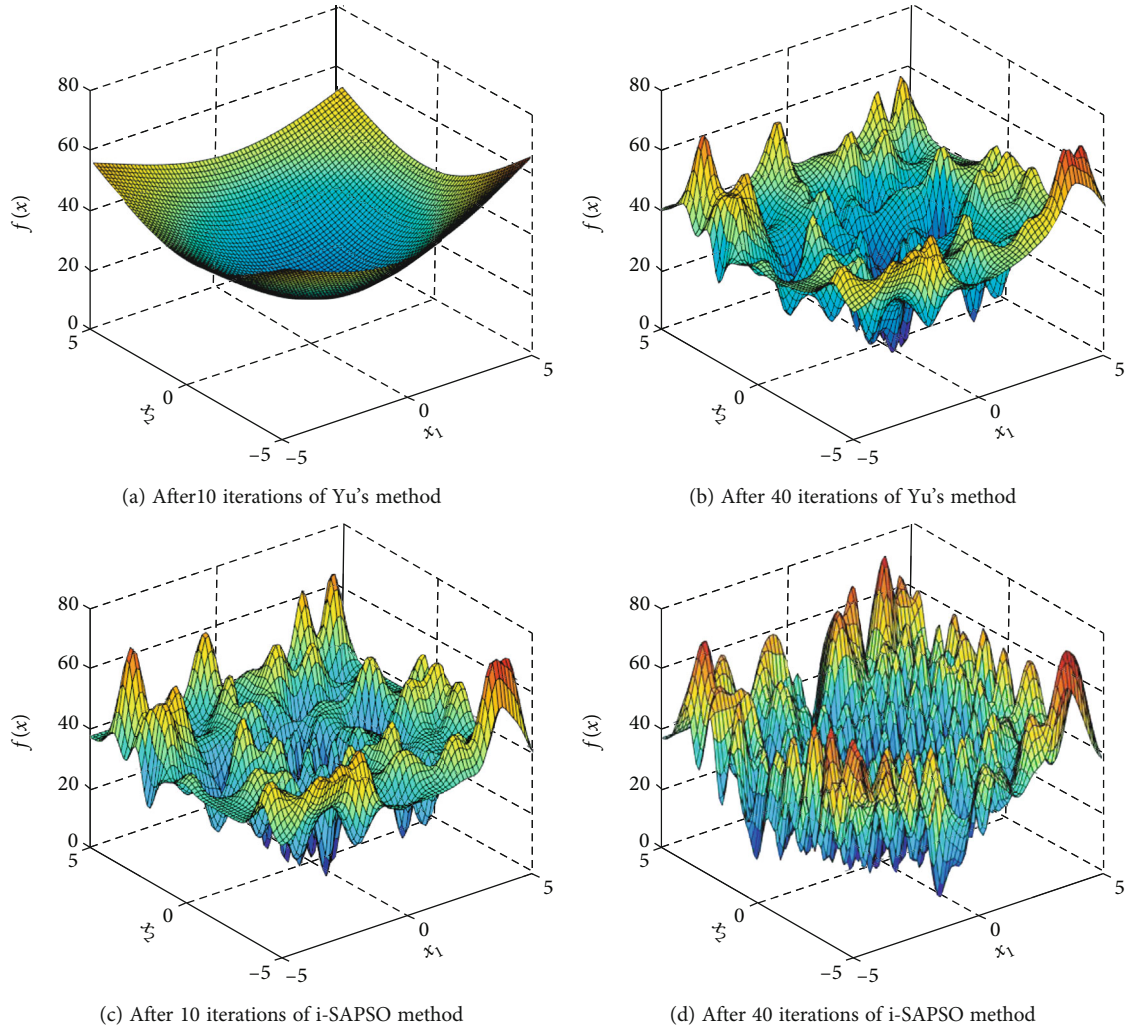 80
60
40
20
0
f(x)
5
0
−5
x₂
−5
0
5
x₁
(a) After10 iterations of Yu's method
80
60
40
20
0
f(x)
5
0
−5
x₂
−5
0
5
x₁
(b) After 40 iterations of Yu's method
80
60
40
20
0
f(x)
5
0
−5
x₂
−5
0
5
x₁
(c) After 10 iterations of i-SAPSO method
80
60
40
20
0
f(x)
5
0
−5
x₂
−5
0
5
x₁
(d) After 40 iterations of i-SAPSO method